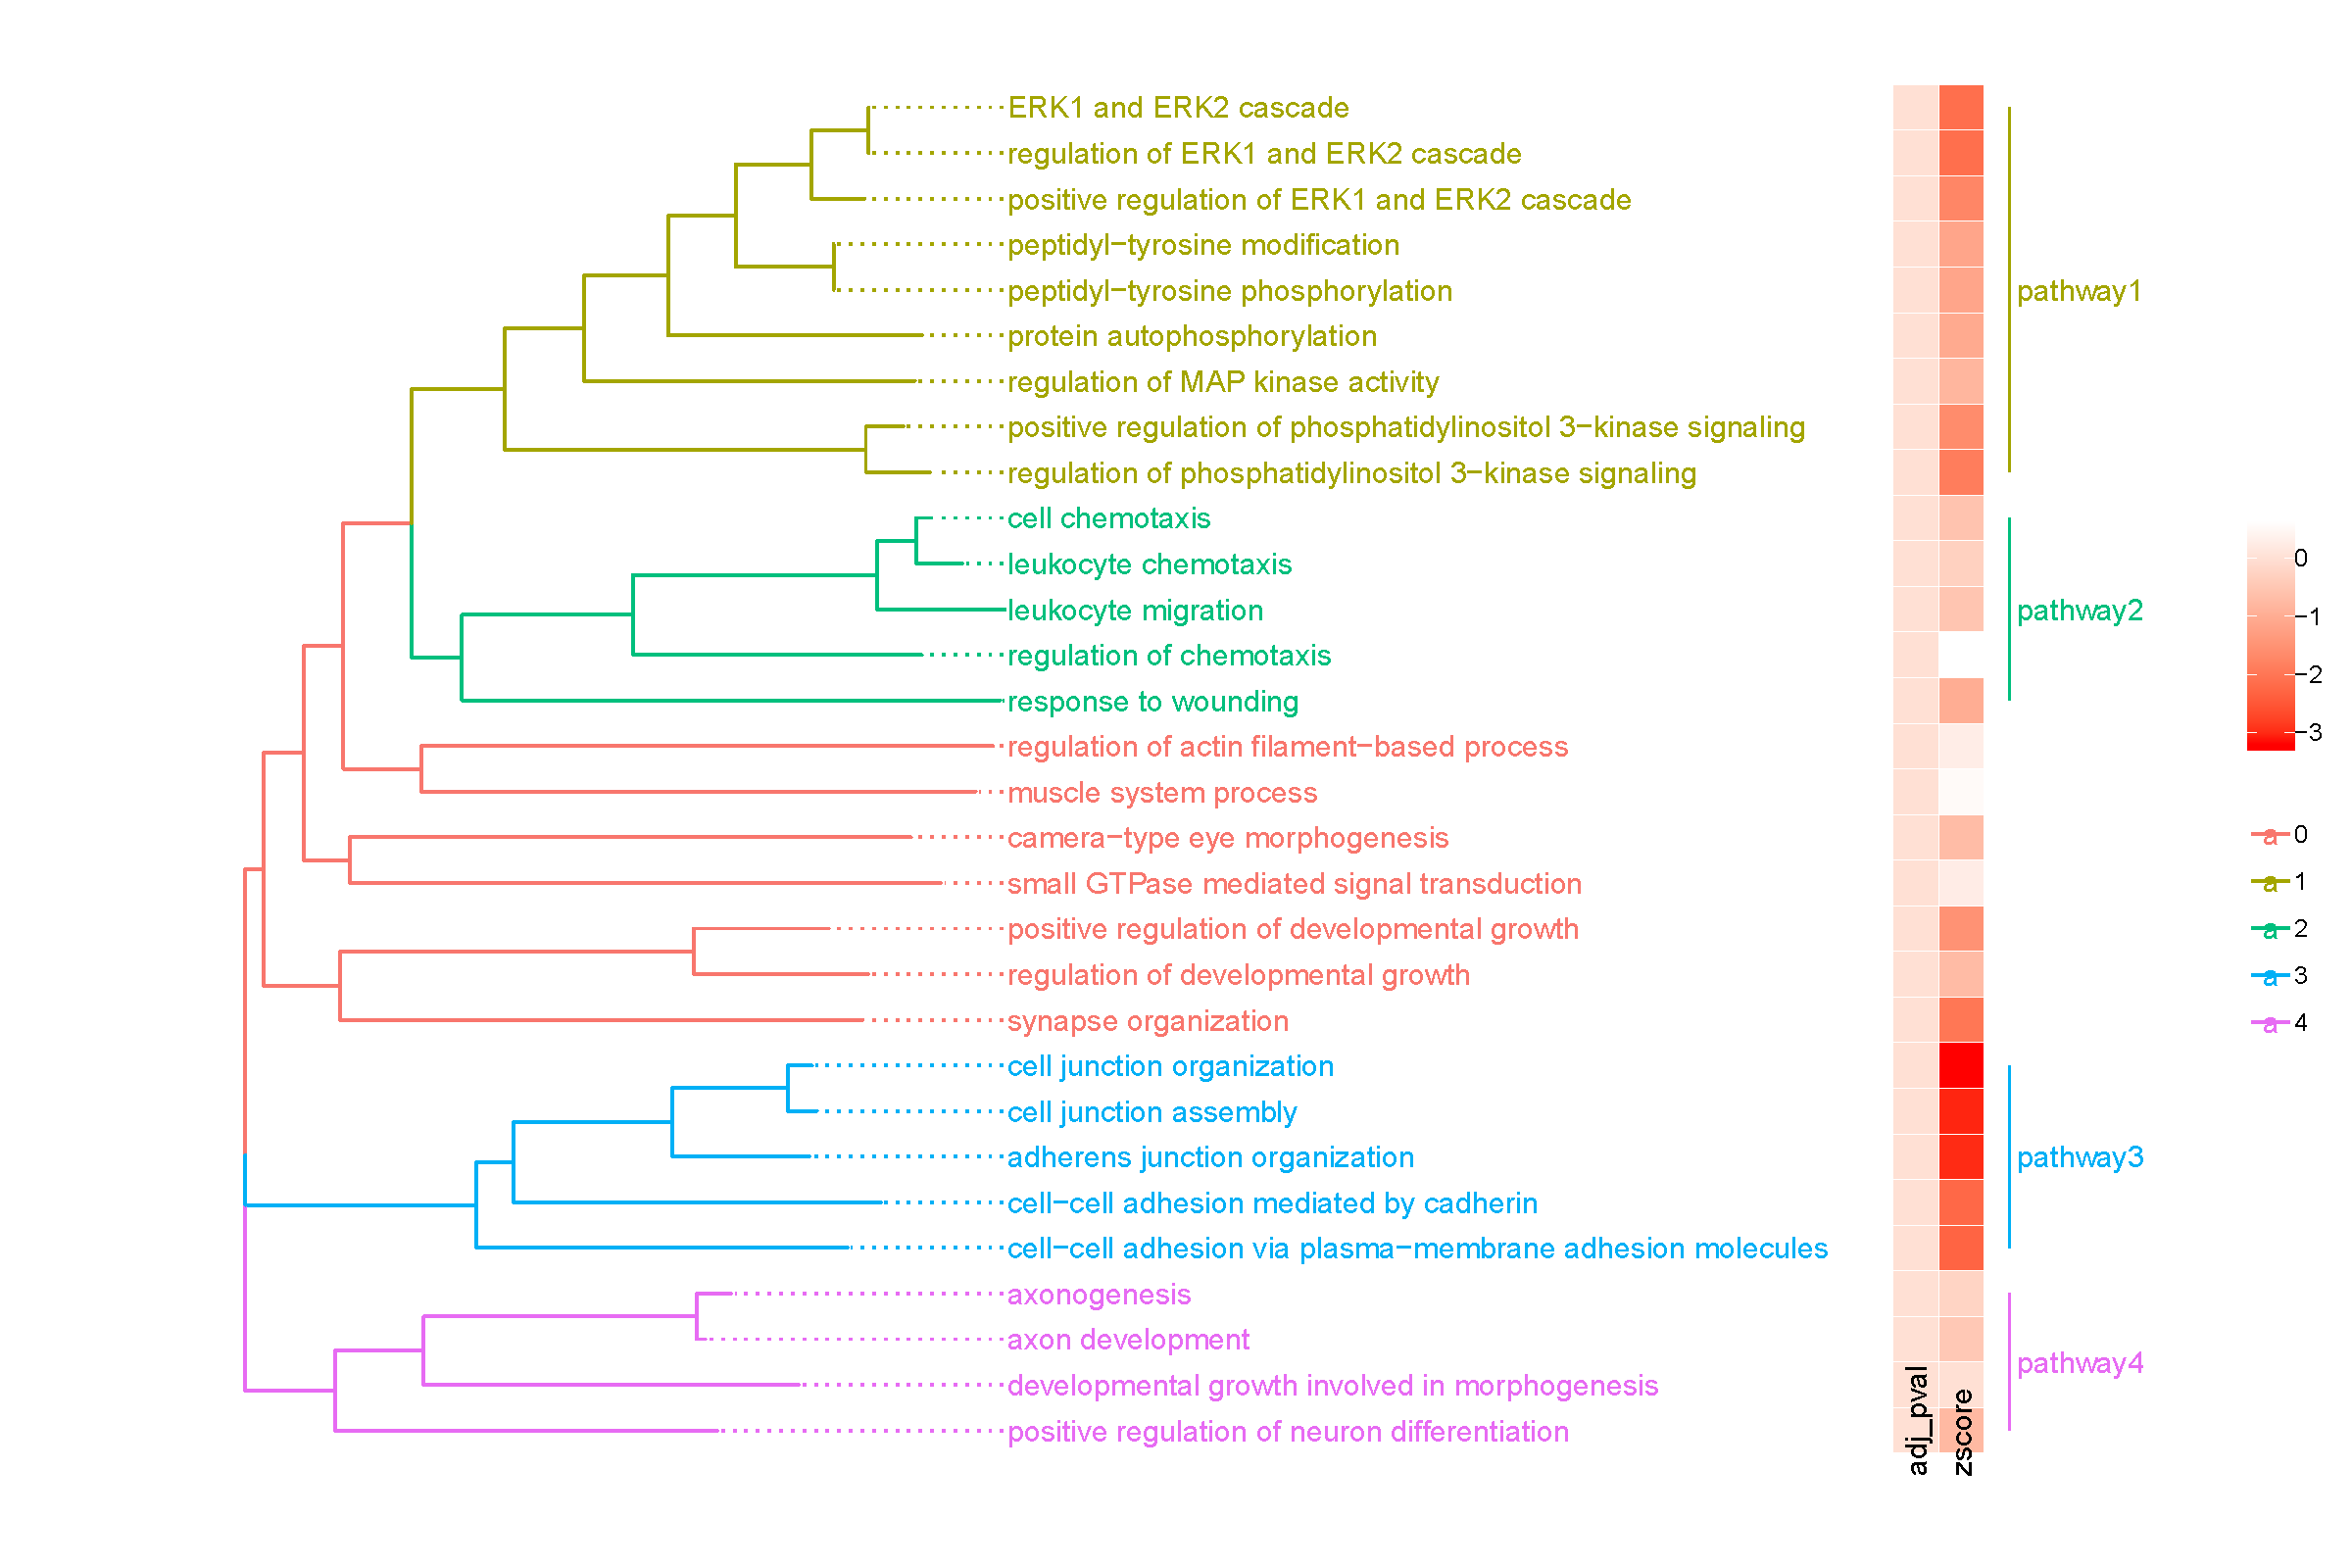 ERK1 and ERK2 cascade
regulation of ERK1 and ERK2 cascade
positive regulation of ERK1 and ERK2 cascade
peptidyl−tyrosine modification
peptidyl−tyrosine phosphorylation
pathway1
protein autophosphorylation
regulation of MAP kinase activity
positive regulation of phosphatidylinositol 3−kinase signaling
regulation of phosphatidylinositol 3−kinase signaling
cell chemotaxis
leukocyte chemotaxis
leukocyte migration
pathway2
regulation of chemotaxis
response to wounding
regulation of actin filament−based process
muscle system process
camera−type eye morphogenesis
small GTPase mediated signal transduction
positive regulation of developmental growth
regulation of developmental growth
synapse organization
cell junction organization
cell junction assembly
adherens junction organization
pathway3
cell−cell adhesion mediated by cadherin
cell−cell adhesion via plasma−membrane adhesion molecules
axonogenesis
axon development
pathway4
developmental growth involved in morphogenesis
positive regulation of neuron differentiation
adj_pval
zscore
0
−1
−2
−3
a 0
a 1
a 2
a 3
a 4